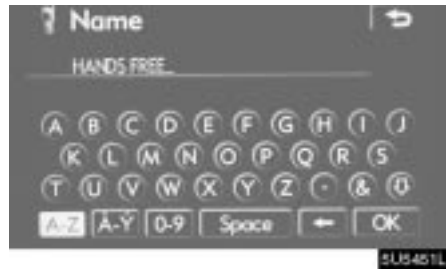 Name
HANDS FREE_
A B C D E F G H I J
K L M N O P Q R S
T U V W X Y Z - & ⇩
A-Z À-Ý 0-9 Space ← OK
5U5451L